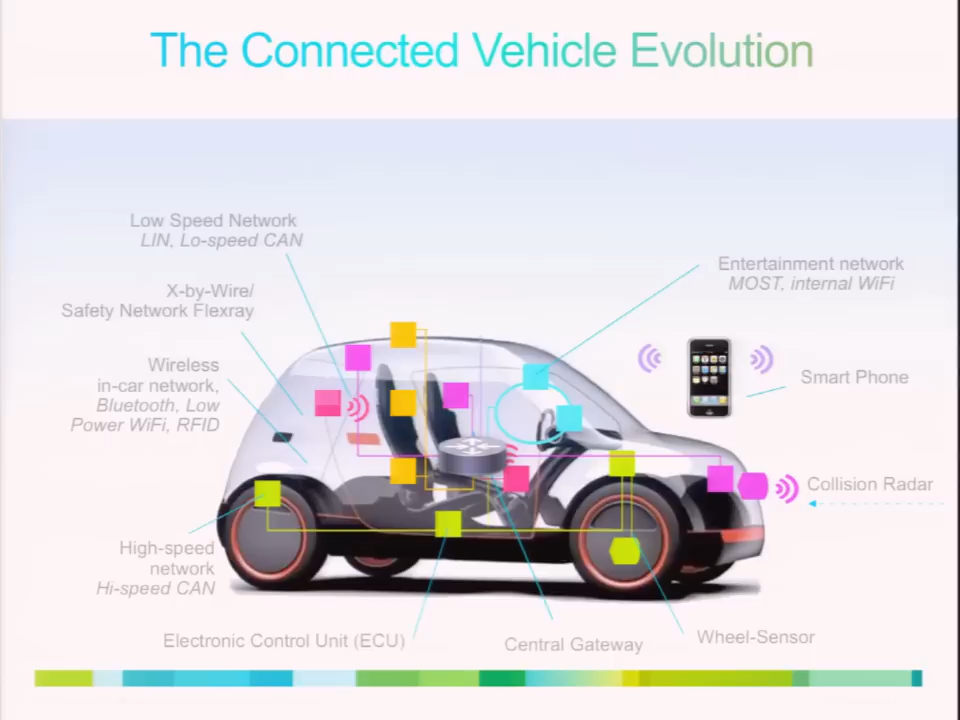 The Connected Vehicle Evolution
Low Speed Network
LIN, Lo-speed CAN
X-by-Wire/
Safety Network Flexray
Wireless
in-car network,
Bluetooth, Low
Power WiFi, RFID
Entertainment network
MOST, internal WiFi
Smart Phone
Collision Radar
High-speed
network
Hi-speed CAN
Electronic Control Unit (ECU)
Central Gateway
Wheel-Sensor